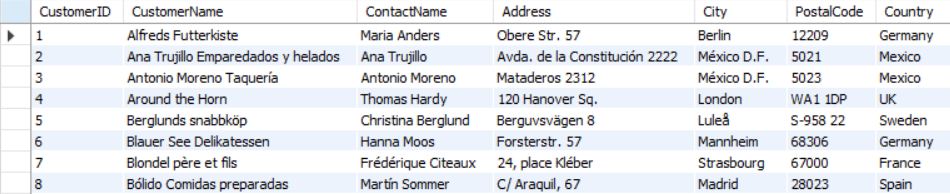 CustomerID CustomerName ContactName Address City PostalCode Country
1 Alfreds Futterkiste Maria Anders Obere Str. 57 Berlin 12209 Germany
2 Ana Trujillo Emparedados y helados Ana Trujillo Avda. de la Constitución 2222 México D.F. 5021 Mexico
3 Antonio Moreno Taquería Antonio Moreno Mataderos 2312 México D.F. 5023 Mexico
4 Around the Horn Thomas Hardy 120 Hanover Sq. London WA1 1DP UK
5 Berglunds snabbköp Christina Berglund Berguvsvägen 8 Luleå S-958 22 Sweden
6 Blauer See Delikatessen Hanna Moos Forsterstr. 57 Mannheim 68306 Germany
7 Blondel père et fils Frédérique Citeaux 24, place Kléber Strasbourg 67000 France
8 Bólido Comidas preparadas Martín Sommer C/ Araquil, 67 Madrid 28023 Spain